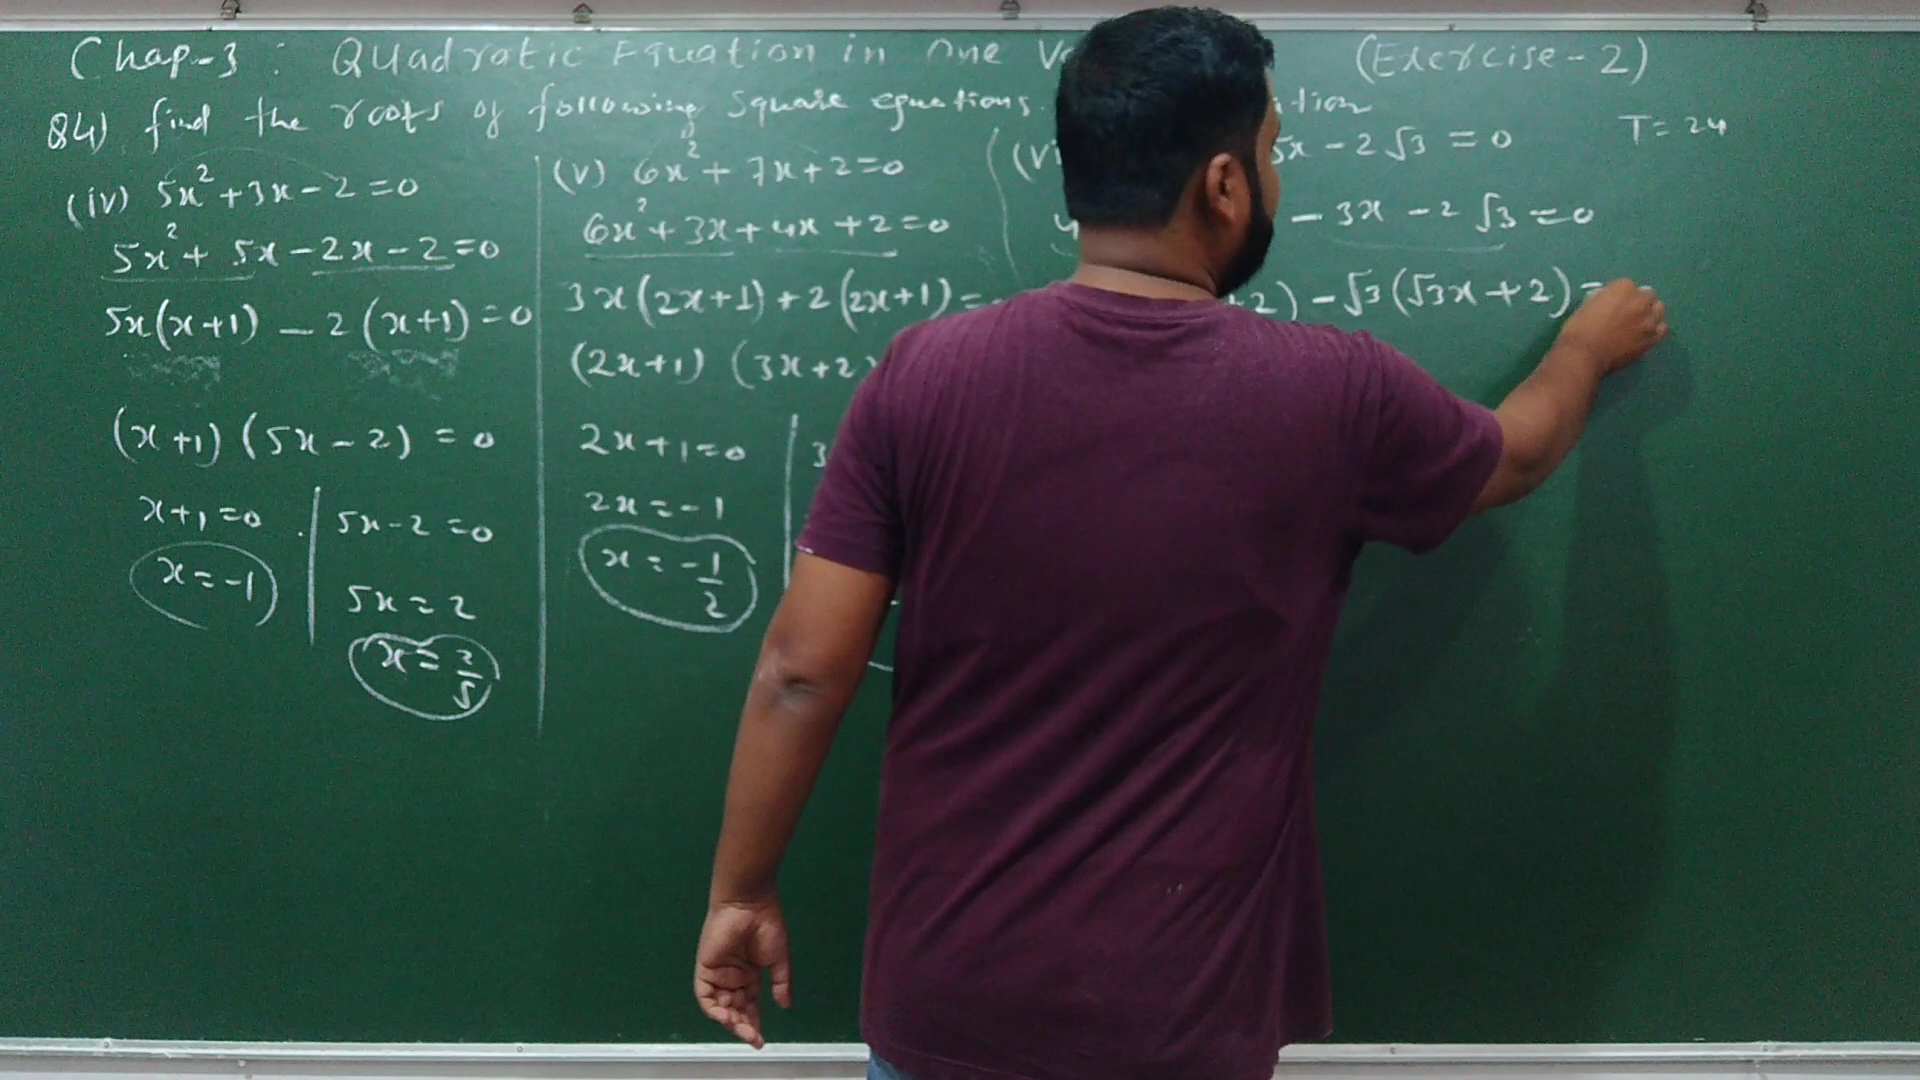 Chap-3 : Quadratic Equation in One V (Exercise-2)
Q4) find the roots of following square equations. ation
T = 24
(iv) 5x² + 3x - 2 = 0
5x² + 5x - 2x - 2 = 0
5x(x+1) - 2(x+1) = 0
(x+1) (5x-2) = 0
x+1 = 0
x = -1
5x-2 = 0
5x = 2
x = 2/5
(v) 6x² + 7x + 2 = 0
6x² + 3x + 4x + 2 = 0
3x(2x+1) + 2(2x+1) =
(2x+1) (3x+2
2x+1 = 0
2x = -1
x = -1/2
3
(vi 5x - 2√3 = 0
4 - 3x - 2√3 = 0
+2) - √3(√3x + 2) =